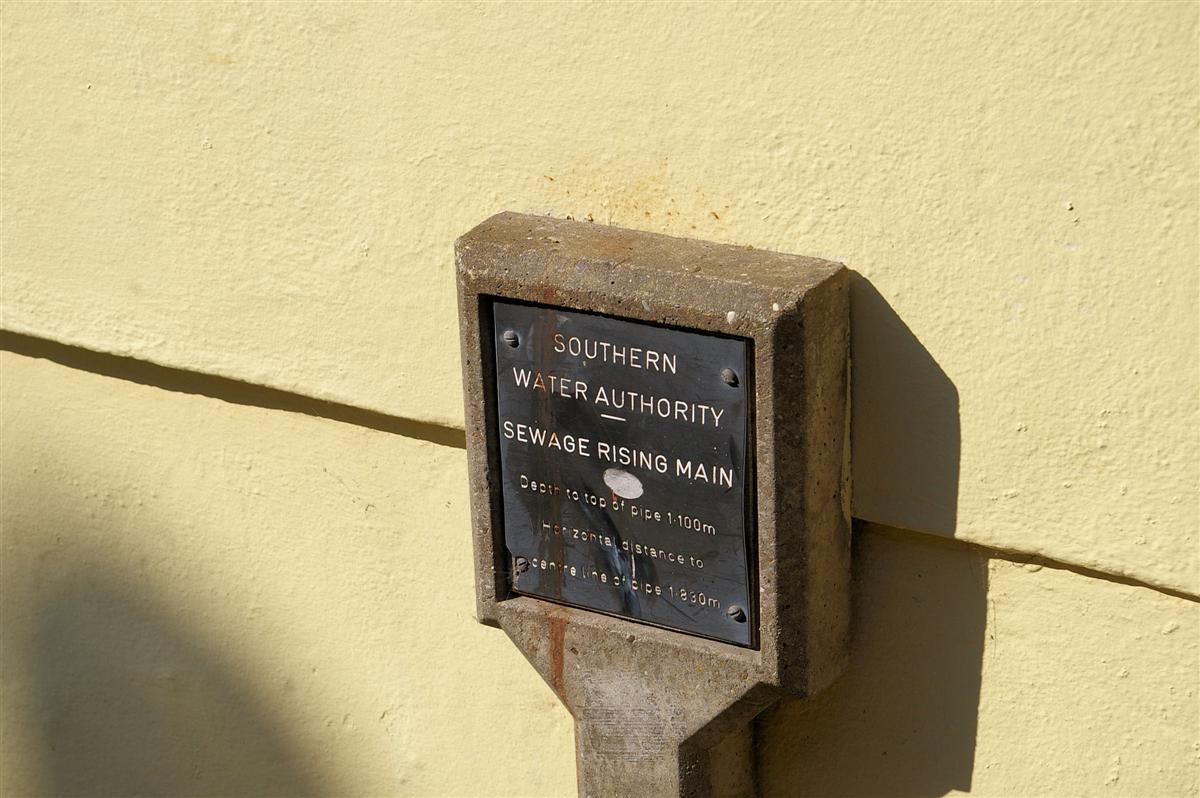 SOUTHERN
WATER AUTHORITY
SEWAGE RISING MAIN
Depth to top of pipe 1·100m
Horizontal distance to
centre line of pipe 1·830m